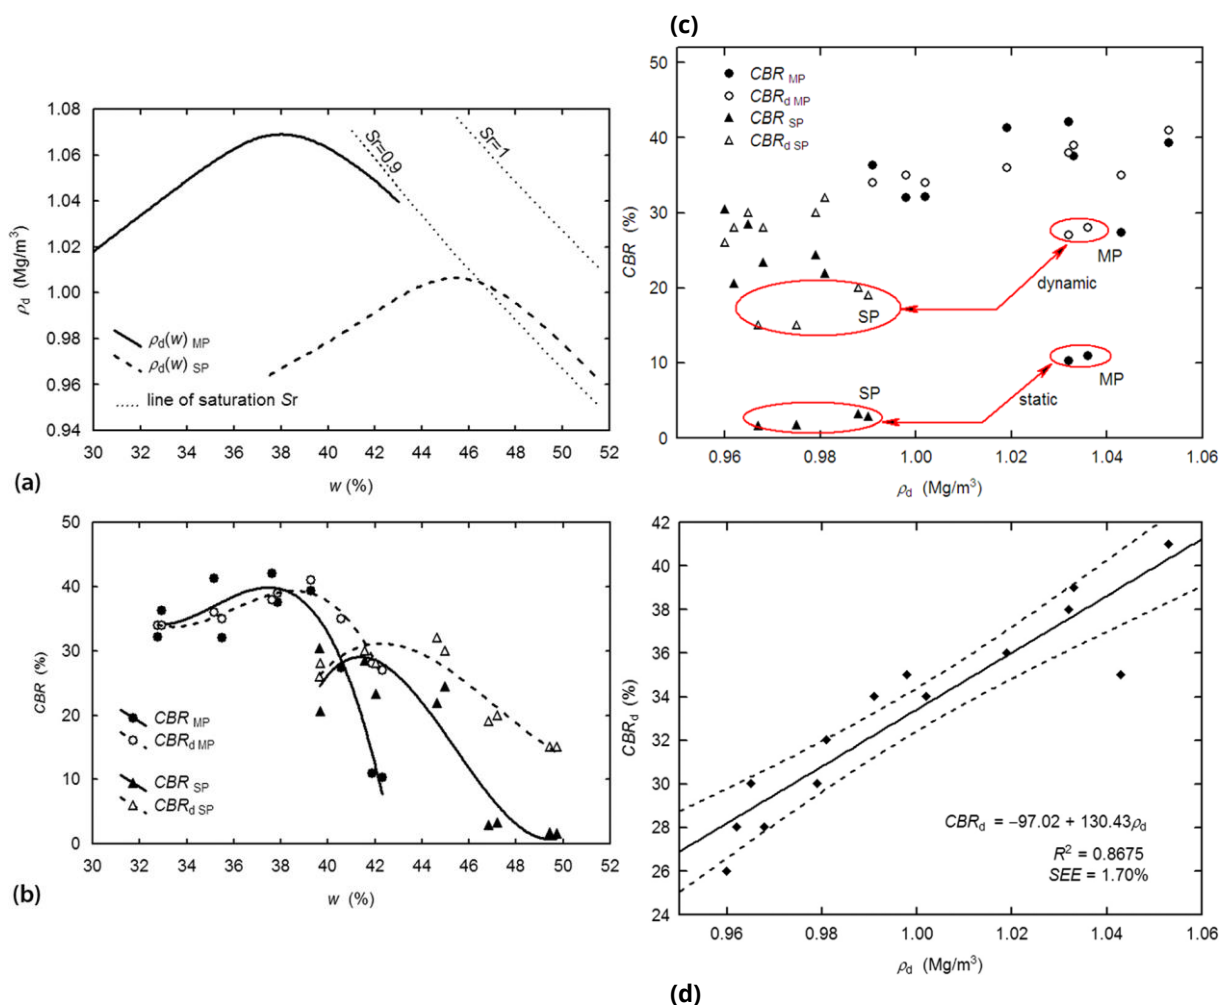 1.08
1.06
1.04
1.02
1.00
0.98
0.96
0.94
ρd (Mg/m³)
Sr=0.9
Sr=1
ρd(w) MP
ρd(w) SP
line of saturation Sr
30 32 34 36 38 40 42 44 46 48 50 52
w (%)
(a)
50
40
30
20
10
0
CBR (%)
CBR MP
CBRd MP
CBR SP
CBRd SP
30 32 34 36 38 40 42 44 46 48 50 52
w (%)
(b)
(c)
50
40
30
20
10
0
CBR (%)
CBR MP
CBRd MP
CBR SP
CBRd SP
MP
dynamic
SP
MP
SP
static
0.96 0.98 1.00 1.02 1.04 1.06
ρd (Mg/m³)
42
40
38
36
34
32
30
28
26
24
CBRd (%)
CBRd = −97.02 + 130.43ρd
R² = 0.8675
SEE = 1.70%
0.96 0.98 1.00 1.02 1.04 1.06
ρd (Mg/m³)
(d)